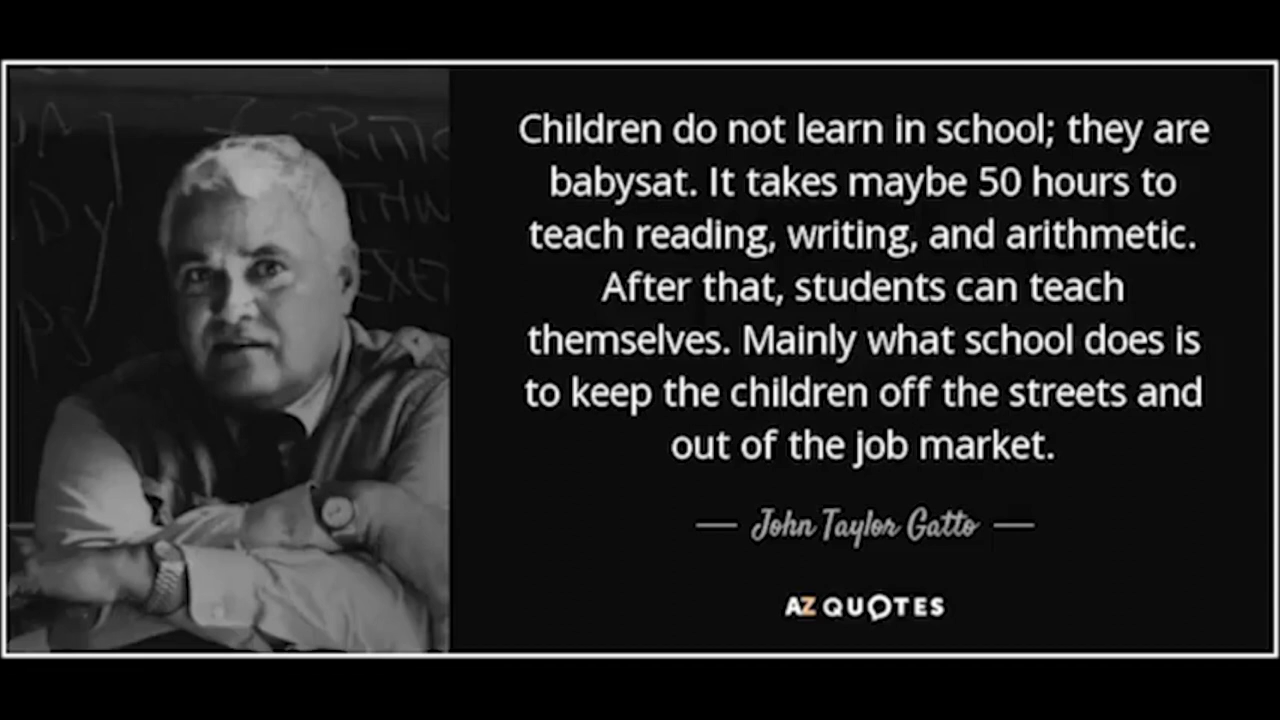 Children do not learn in school; they are
babysat. It takes maybe 50 hours to
teach reading, writing, and arithmetic.
After that, students can teach
themselves. Mainly what school does is
to keep the children off the streets and
out of the job market.
John Taylor Gatto
AZ QUOTES